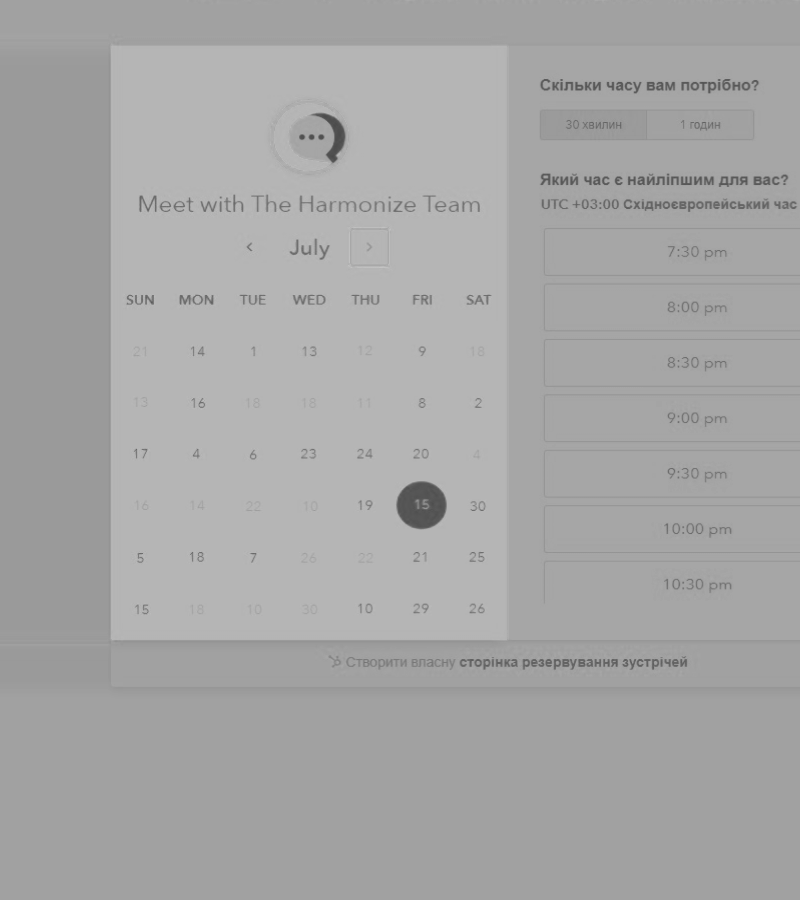 Meet with The Harmonize Team
July
SUN MON TUE WED THU FRI SAT
21 14 1 13 12 9 18
13 16 18 18 11 8 2
17 4 6 23 24 20 4
16 14 22 10 19 15 30
5 18 7 26 22 21 25
15 18 10 30 10 29 26
Скільки часу вам потрібно?
30 хвилин 1 годин
Який час є найліпшим для вас?
UTC +03:00 Східноєвропейський час
7:30 pm
8:00 pm
8:30 pm
9:00 pm
9:30 pm
10:00 pm
10:30 pm
Створити власну сторінка резервування зустрічей